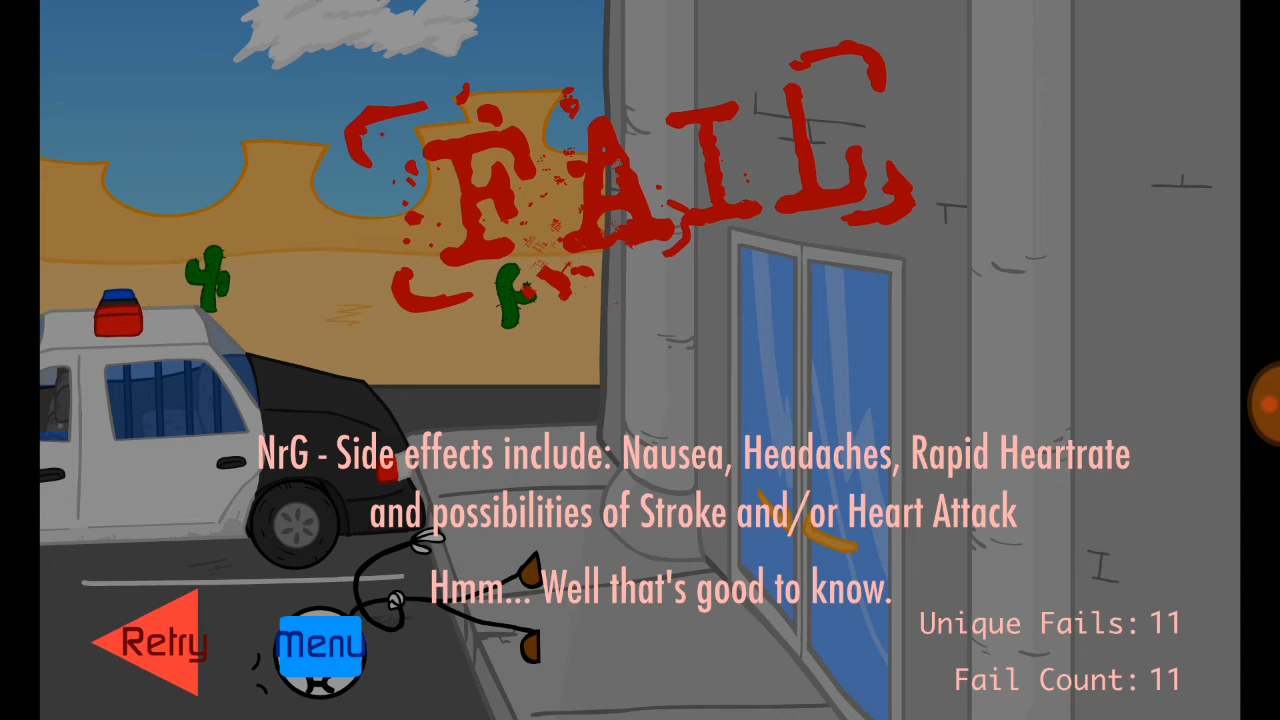 FAIL
NrG - Side effects include: Nausea, Headaches, Rapid Heartrate
and possibilities of Stroke and/or Heart Attack
Hmm... Well that's good to know.
Retry
Menu
Unique Fails: 11
Fail Count: 11